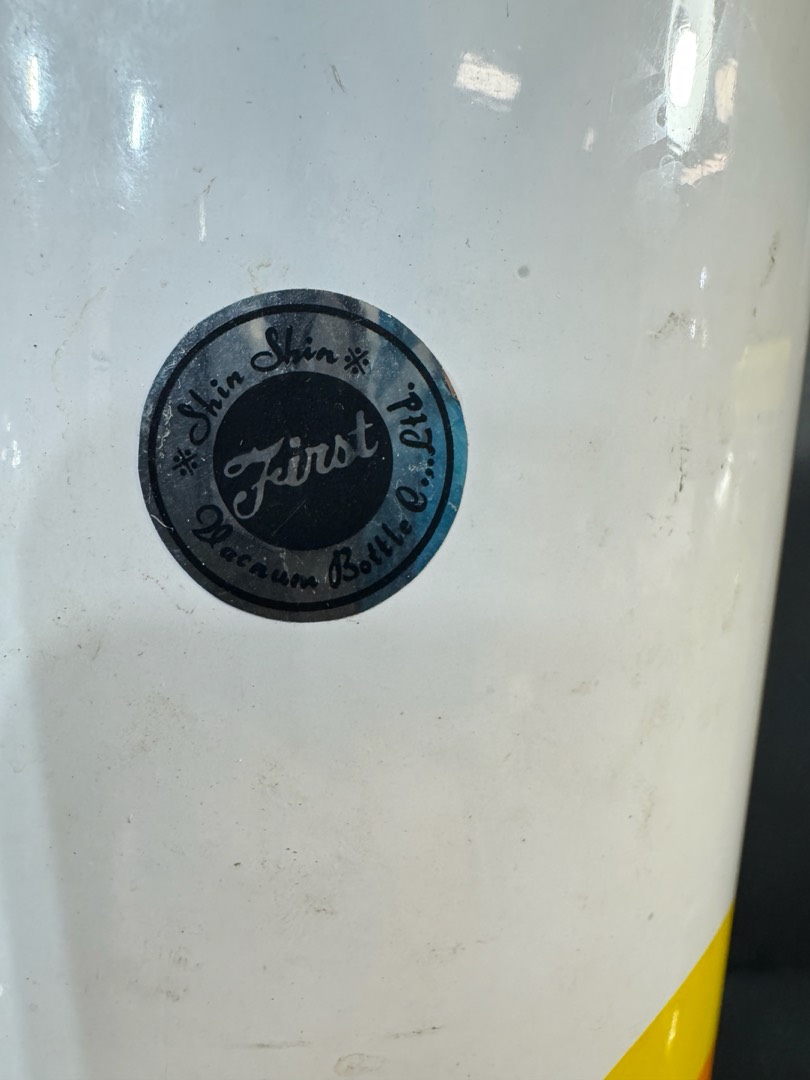 Shin Shin
First
Vacuum Bottle Co., Ltd.